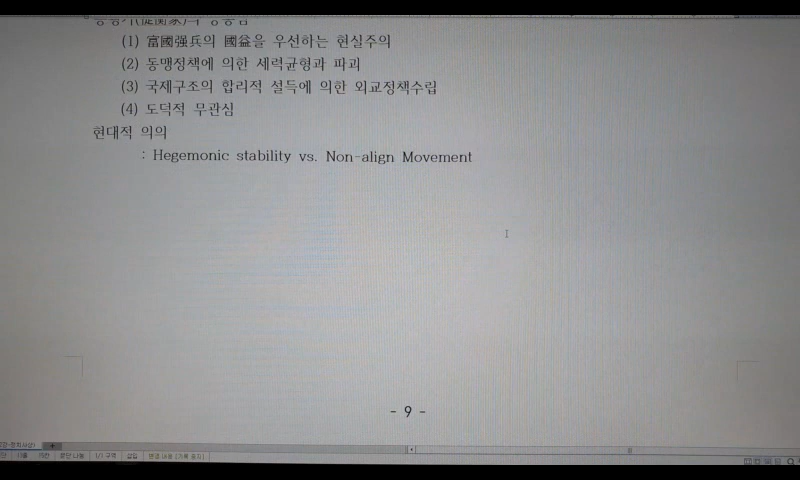 (1) 富國强兵의 國益을 우선하는 현실주의
(2) 동맹정책에 의한 세력균형과 파괴
(3) 국제구조의 합리적 설득에 의한 외교정책수립
(4) 도덕적 무관심
현대적 의의
: Hegemonic stability vs. Non-align Movement
- 9 -